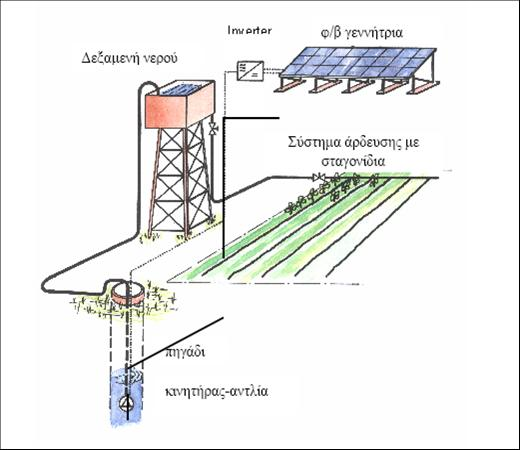 Inverter
φ/β γεννήτρια
Δεξαμενή νερού
Σύστημα άρδευσης με
σταγονίδια
πηγάδι
κινητήρας-αντλία